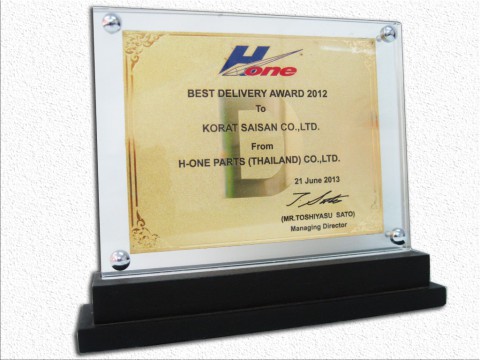 H one
BEST DELIVERY AWARD 2012
To
KORAT SAISAN CO.,LTD.
From
H-ONE PARTS (THAILAND) CO.,LTD.
D
21 June 2013
T. Sato
(MR.TOSHIYASU SATO)
Managing Director